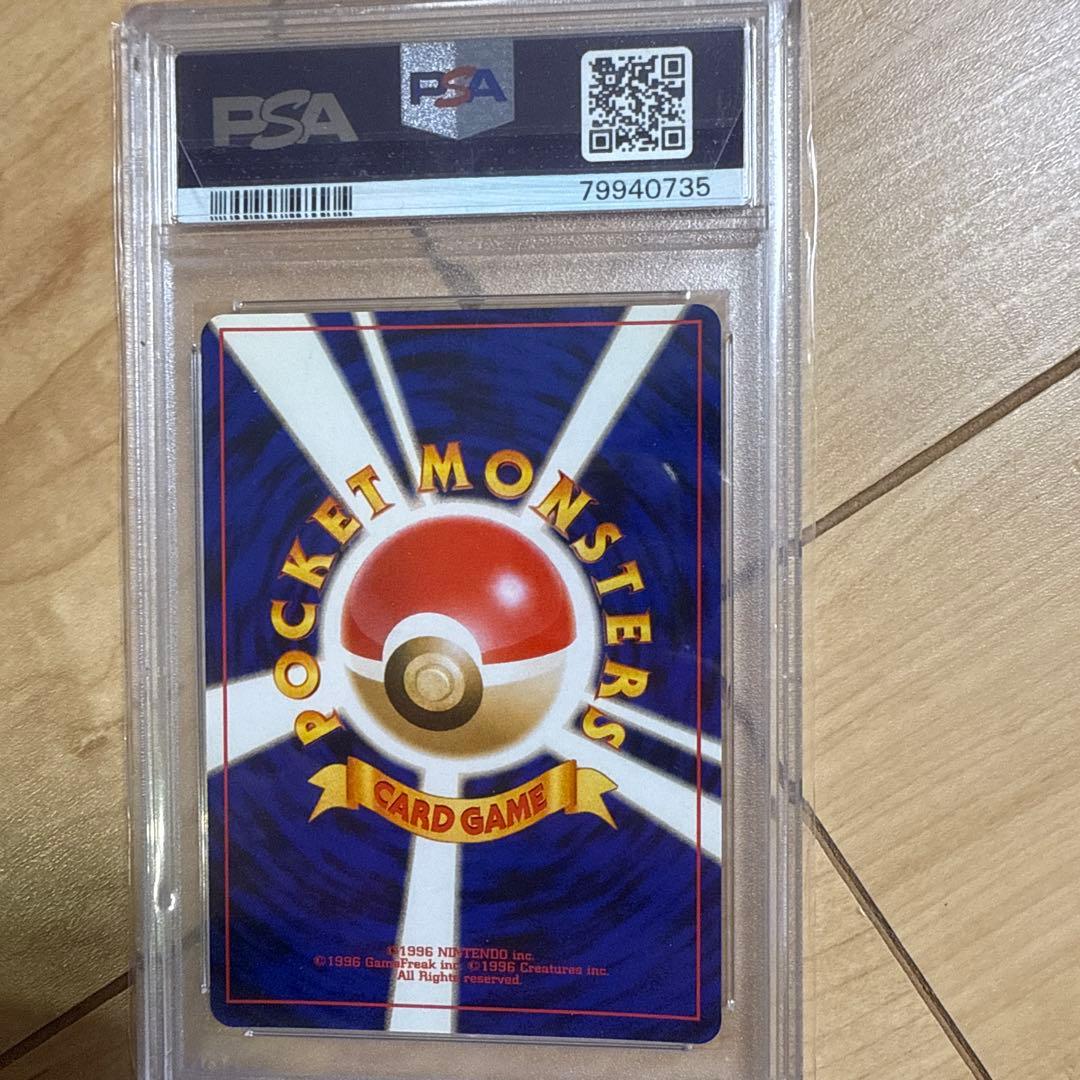 PSA
PSA
79940735
POCKET MONSTERS
CARD GAME
©1996 NINTENDO inc.
©1996 GameFreak inc. ©1996 Creatures inc.
All Rights reserved.